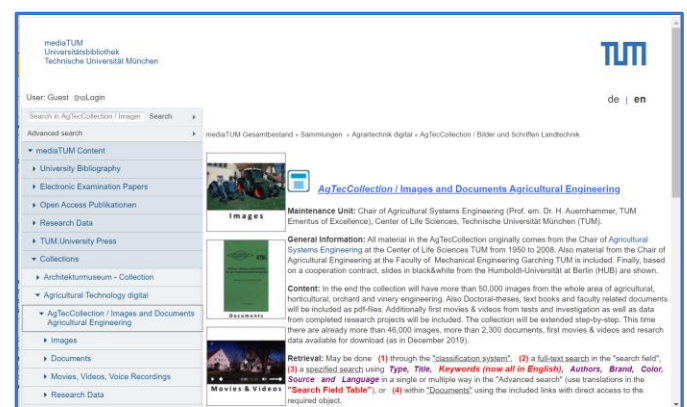 mediaTUM
Universitätsbibliothek
Technische Universität München
TUM
User: Guest Login
de | en
Search in AgTecCollection / Images Search
Advanced search
mediaTUM Gesamtbestand » Sammlungen » Agrartechnik digital » AgTecCollection / Bilder und Schriften Landtechnik
mediaTUM Content
University Bibliography
Electronic Examination Papers
Open Access Publikationen
Research Data
TUM.University Press
Collections
Architekturmuseum - Collection
Agricultural Technology digital
AgTecCollection / Images and Documents
Agricultural Engineering
Images
Documents
Movies, Videos, Voice Recordings
Research Data
Images
Documents
Movies & Videos
AgTecCollection / Images and Documents Agricultural Engineering
Maintenance Unit: Chair of Agricultural Systems Engineering (Prof. em. Dr. H. Auernhammer, TUM
Emeritus of Excellence), Center of Life Sciences, Technische Universität München (TUM).
General Information: All material in the AgTecCollection originally comes from the Chair of Agricultural
Systems Engineering at the Center of Life Sciences TUM from 1950 to 2008. Also material from the Chair of
Agricultural Engineering at the Faculty of Mechanical Engineering Garching TUM is included. Finally, based
on a cooperation contract, slides in black&white from the Humboldt-Universität at Berlin (HUB) are shown.
Content: In the end the collection will have more than 50,000 images from the whole area of agricultural,
horticultural, orchard and vinery engineering. Also Doctoral-theses, text books and faculty related documents
will be included as pdf-files. Additionally first movies & videos from tests and investigation as well as data
from completed research projects will be included. The collection will be extended step-by-step. This time
there are already more than 46,000 images, more than 2,300 documents, first movies & videos and resarch
data available for download (as in December 2019).
Retrieval: May be done (1) through the "classification system", (2) a full-text search in the "search field",
(3) a spezified search using Type, Title, Keywords (now all in English), Authors, Brand, Color,
Source and Language in a single or multiple way in the "Advanced search" (use translations in the
"Search Field Table"), or (4) within "Documents" using the included links with direct access to the
required object.